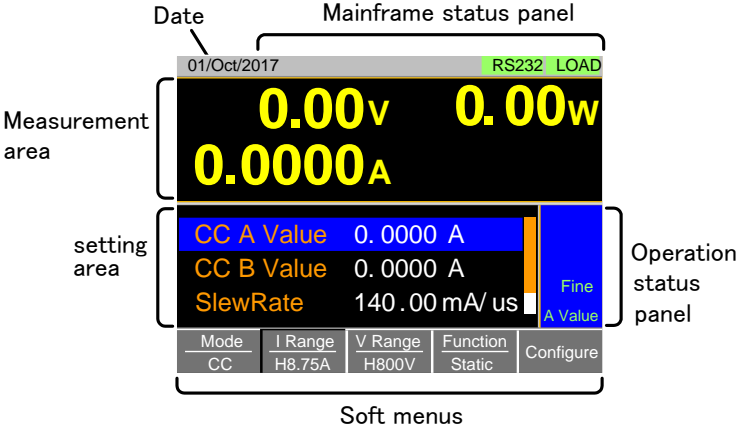 Date
Mainframe status panel
01/Oct/2017
RS232 LOAD
Measurement
area
0.00V
0.00W
0.0000A
setting
area
CC A Value 0.0000 A
CC B Value 0.0000 A
SlewRate 140.00 mA/us
Fine
A Value
Operation
status
panel
Mode
CC
I Range
H8.75A
V Range
H800V
Function
Static
Configure
Soft menus